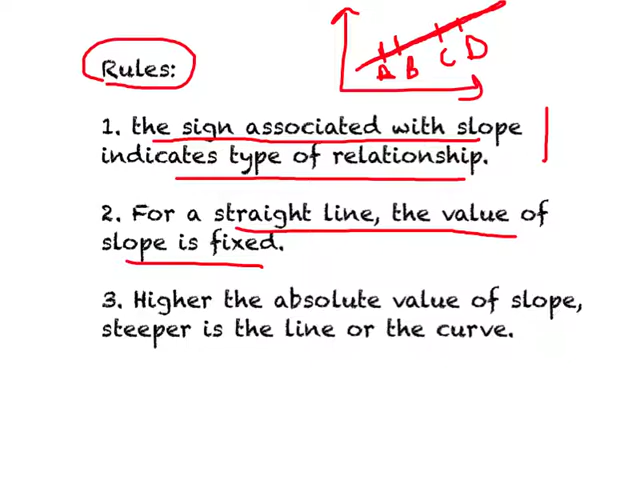 A B C D
Rules:
1. the sign associated with slope
indicates type of relationship.
2. For a straight line, the value of
slope is fixed.
3. Higher the absolute value of slope,
steeper is the line or the curve.